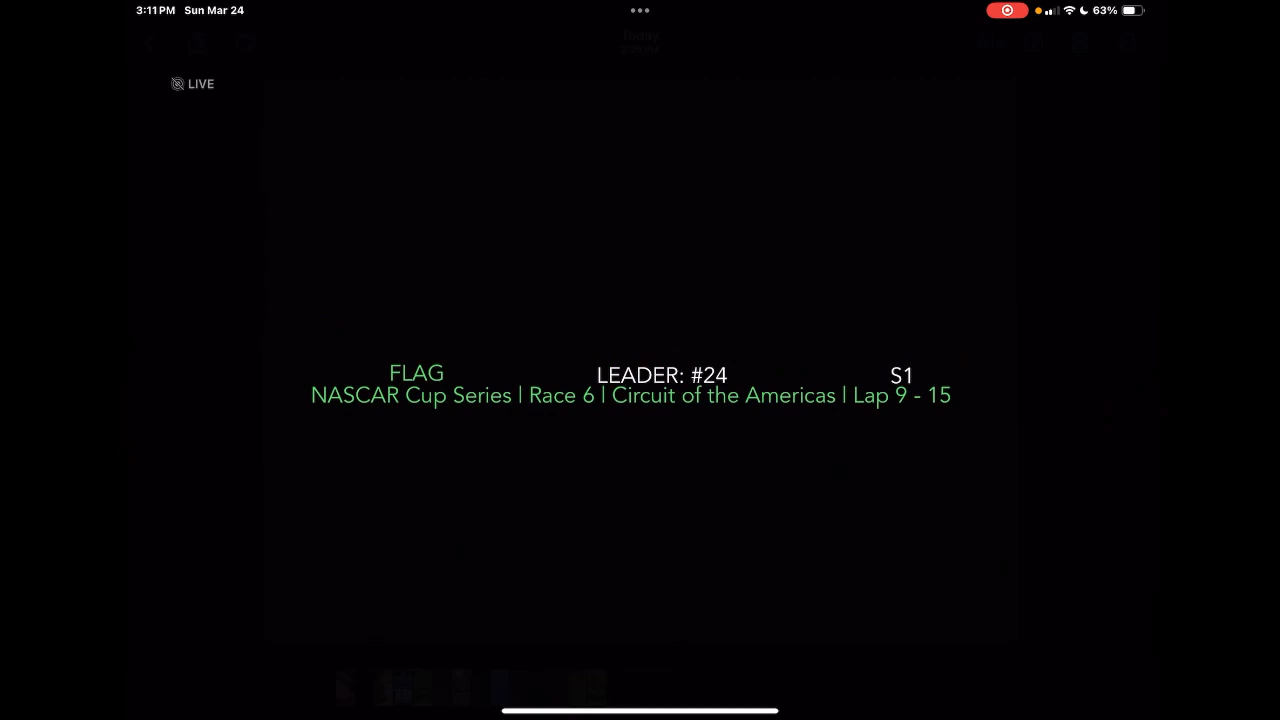 3:11 PM Sun Mar 24
63%
Today
LIVE
FLAG LEADER: #24 S1
NASCAR Cup Series | Race 6 | Circuit of the Americas | Lap 9 - 15